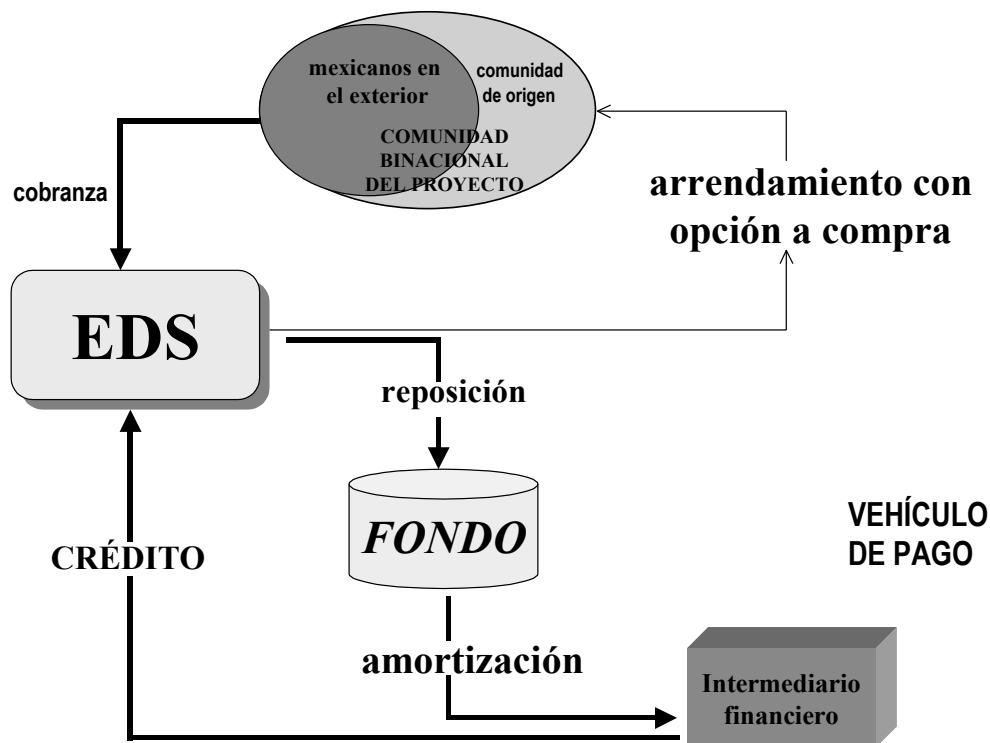 mexicanos en
el exterior
comunidad
de origen
COMUNIDAD
BINACIONAL
DEL PROYECTO
cobranza
arrendamiento con
opción a compra
EDS
reposición
FONDO
VEHÍCULO
DE PAGO
CRÉDITO
amortización
Intermediario
financiero